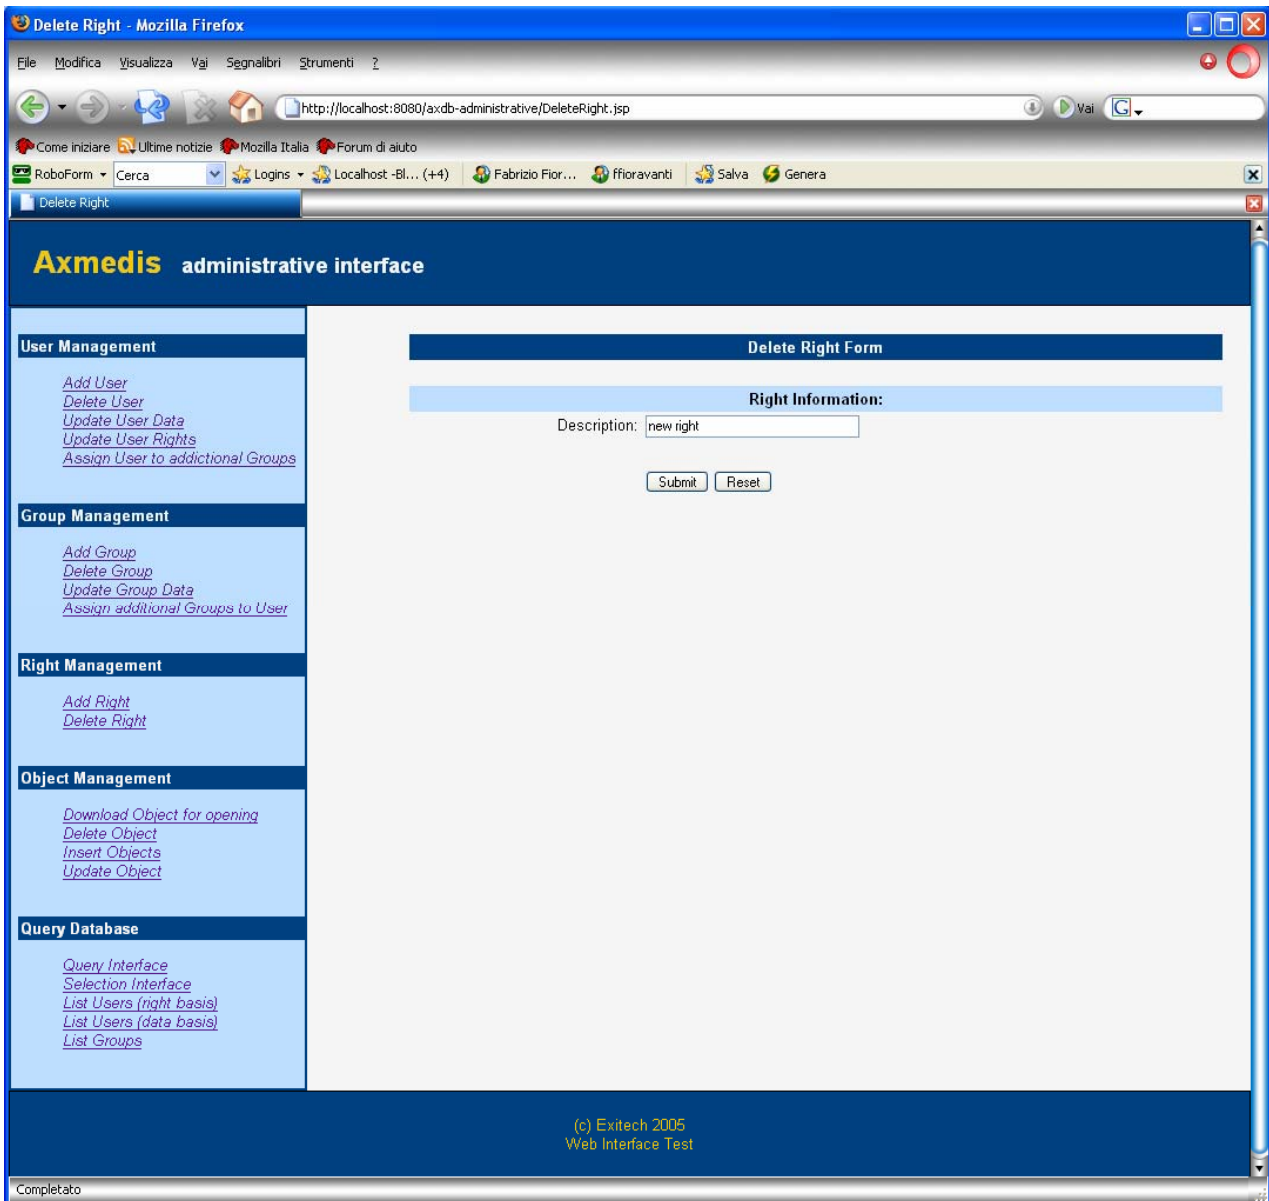 Delete Right - Mozilla Firefox
File Modifica Visualizza Vai Segnalibri Strumenti ?
http://localhost:8080/axdb-administrative/DeleteRight.jsp Vai G
Come iniziare Ultime notizie Mozilla Italia Forum di aiuto
RoboForm Cerca Logins Localhost -Bl... (+4) Fabrizio Fior... ffioravanti Salva Genera
Delete Right
Axmedis administrative interface
User Management
Add User
Delete User
Update User Data
Update User Rights
Assign User to addictional Groups
Group Management
Add Group
Delete Group
Update Group Data
Assign additional Groups to User
Right Management
Add Right
Delete Right
Object Management
Download Object for opening
Delete Object
Insert Objects
Update Object
Query Database
Query Interface
Selection Interface
List Users (right basis)
List Users (data basis)
List Groups
Delete Right Form
Right Information:
Description: new right
Submit Reset
(c) Exitech 2005
Web Interface Test
Completato